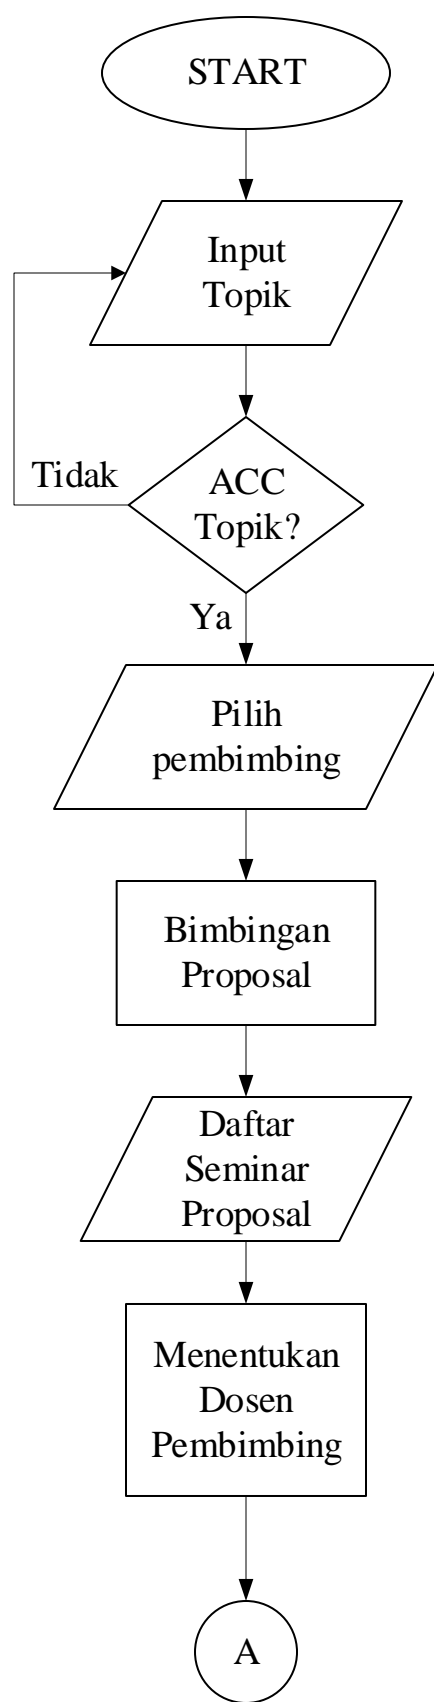 START
Input
Topik
Tidak
ACC
Topik?
Ya
Pilih
pembimbing
Bimbingan
Proposal
Daftar
Seminar
Proposal
Menentukan
Dosen
Pembimbing
A